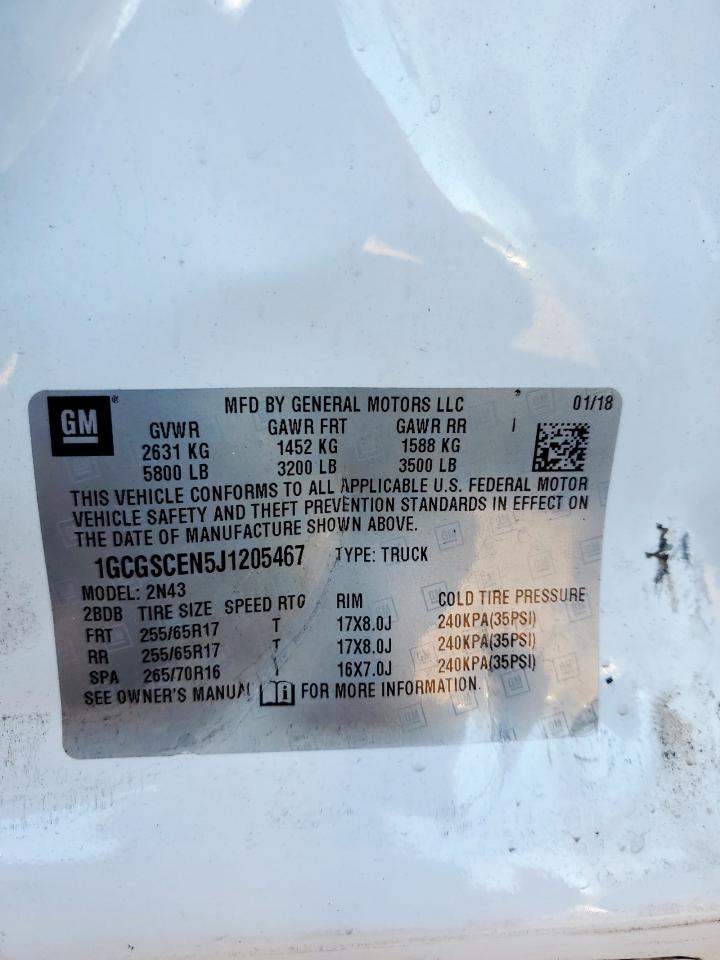 GM ® MFD BY GENERAL MOTORS LLC 01/18
GVWR GAWR FRT GAWR RR
2631 KG 1452 KG 1588 KG
5800 LB 3200 LB 3500 LB
THIS VEHICLE CONFORMS TO ALL APPLICABLE U.S. FEDERAL MOTOR
VEHICLE SAFETY AND THEFT PREVENTION STANDARDS IN EFFECT ON
THE DATE OF MANUFACTURE SHOWN ABOVE.
1GCGSCEN5J1205467 TYPE: TRUCK
MODEL: 2N43
2BDB TIRE SIZE SPEED RTG RIM COLD TIRE PRESSURE
FRT 255/65R17 T 17X8.0J 240KPA(35PSI)
RR 255/65R17 T 17X8.0J 240KPA(35PSI)
SPA 265/70R16 16X7.0J 240KPA(35PSI)
SEE OWNER'S MANUAL FOR MORE INFORMATION.